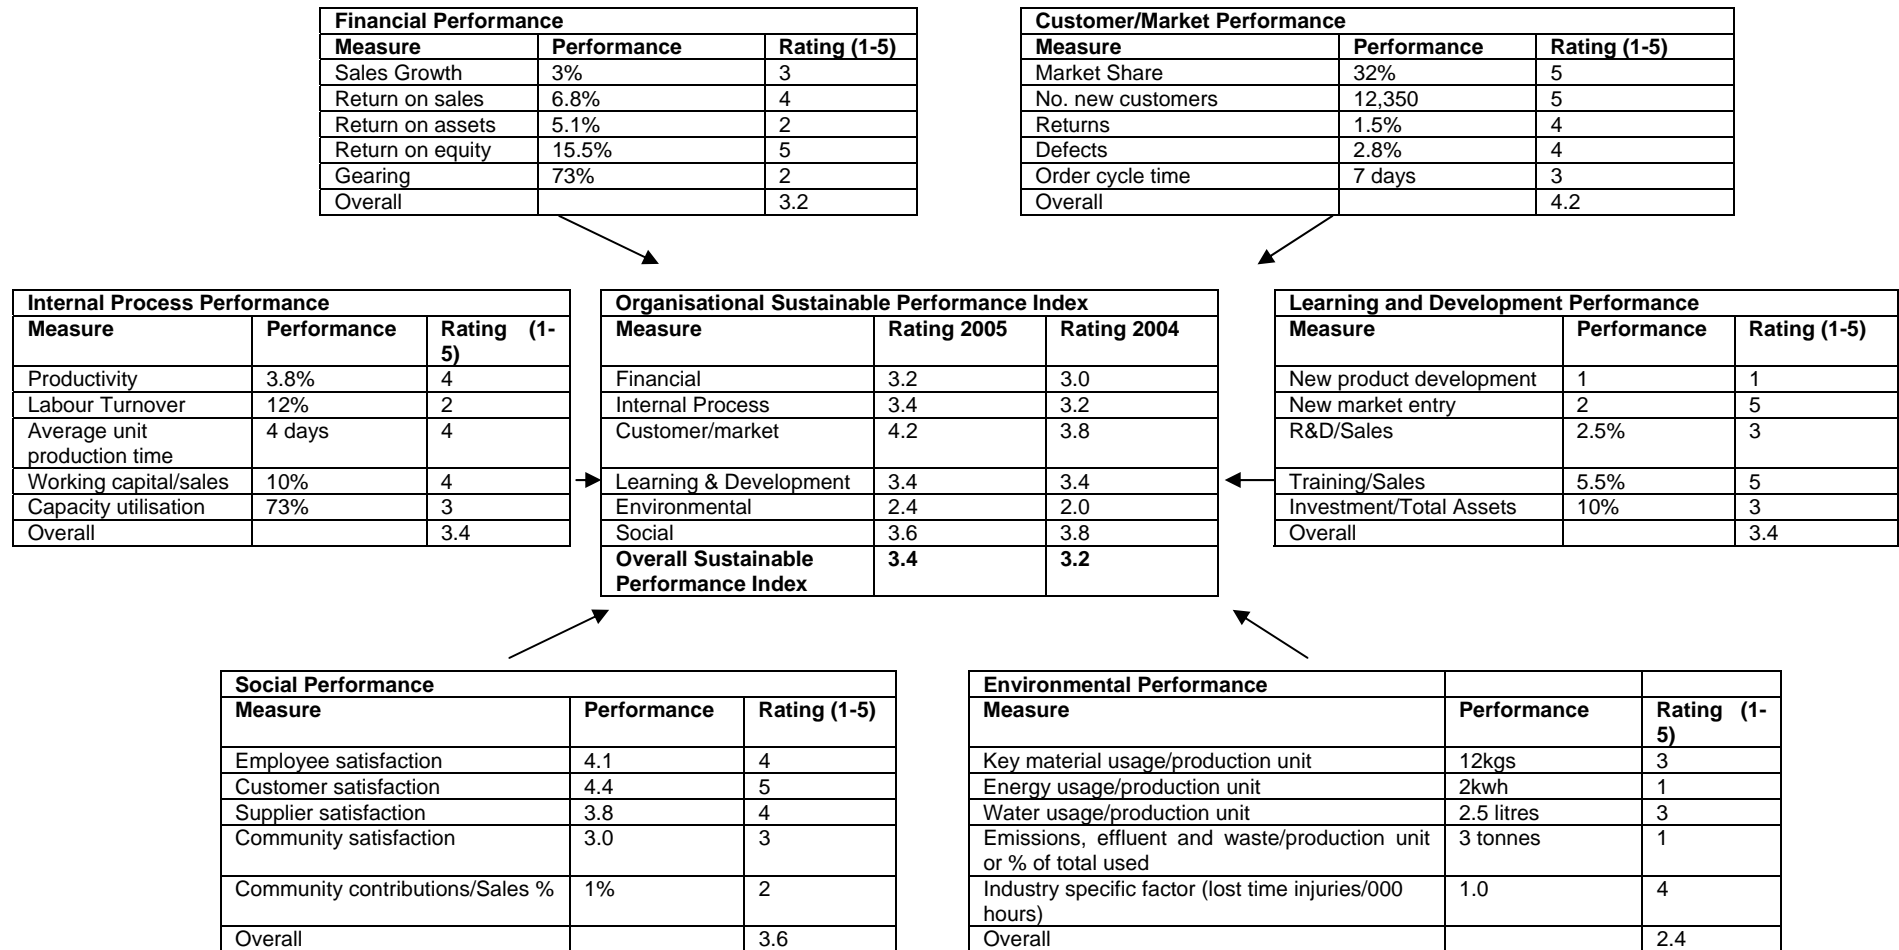 Financial Performance
Measure Performance Rating (1-5)
Sales Growth 3% 3
Return on sales 6.8% 4
Return on assets 5.1% 2
Return on equity 15.5% 5
Gearing 73% 2
Overall 3.2
Customer/Market Performance
Measure Performance Rating (1-5)
Market Share 32% 5
No. new customers 12,350 5
Returns 1.5% 4
Defects 2.8% 4
Order cycle time 7 days 3
Overall 4.2
Internal Process Performance
Measure Performance Rating (1-
5)
Productivity 3.8% 4
Labour Turnover 12% 2
Average unit 4 days 4
production time
Working capital/sales 10% 4
Capacity utilisation 73% 3
Overall 3.4
Organisational Sustainable Performance Index
Measure Rating 2005 Rating 2004
Financial 3.2 3.0
Internal Process 3.4 3.2
Customer/market 4.2 3.8
Learning & Development 3.4 3.4
Environmental 2.4 2.0
Social 3.6 3.8
Overall Sustainable 3.4 3.2
Performance Index
Learning and Development Performance
Measure Performance Rating (1-5)
New product development 1 1
New market entry 2 5
R&D/Sales 2.5% 3
Training/Sales 5.5% 5
Investment/Total Assets 10% 3
Overall 3.4
Social Performance
Measure Performance Rating (1-5)
Employee satisfaction 4.1 4
Customer satisfaction 4.4 5
Supplier satisfaction 3.8 4
Community satisfaction 3.0 3
Community contributions/Sales % 1% 2
Overall 3.6
Environmental Performance
Measure Performance Rating (1-
5)
Key material usage/production unit 12kgs 3
Energy usage/production unit 2kwh 1
Water usage/production unit 2.5 litres 3
Emissions, effluent and waste/production unit 3 tonnes 1
or % of total used
Industry specific factor (lost time injuries/000 1.0 4
hours)
Overall 2.4